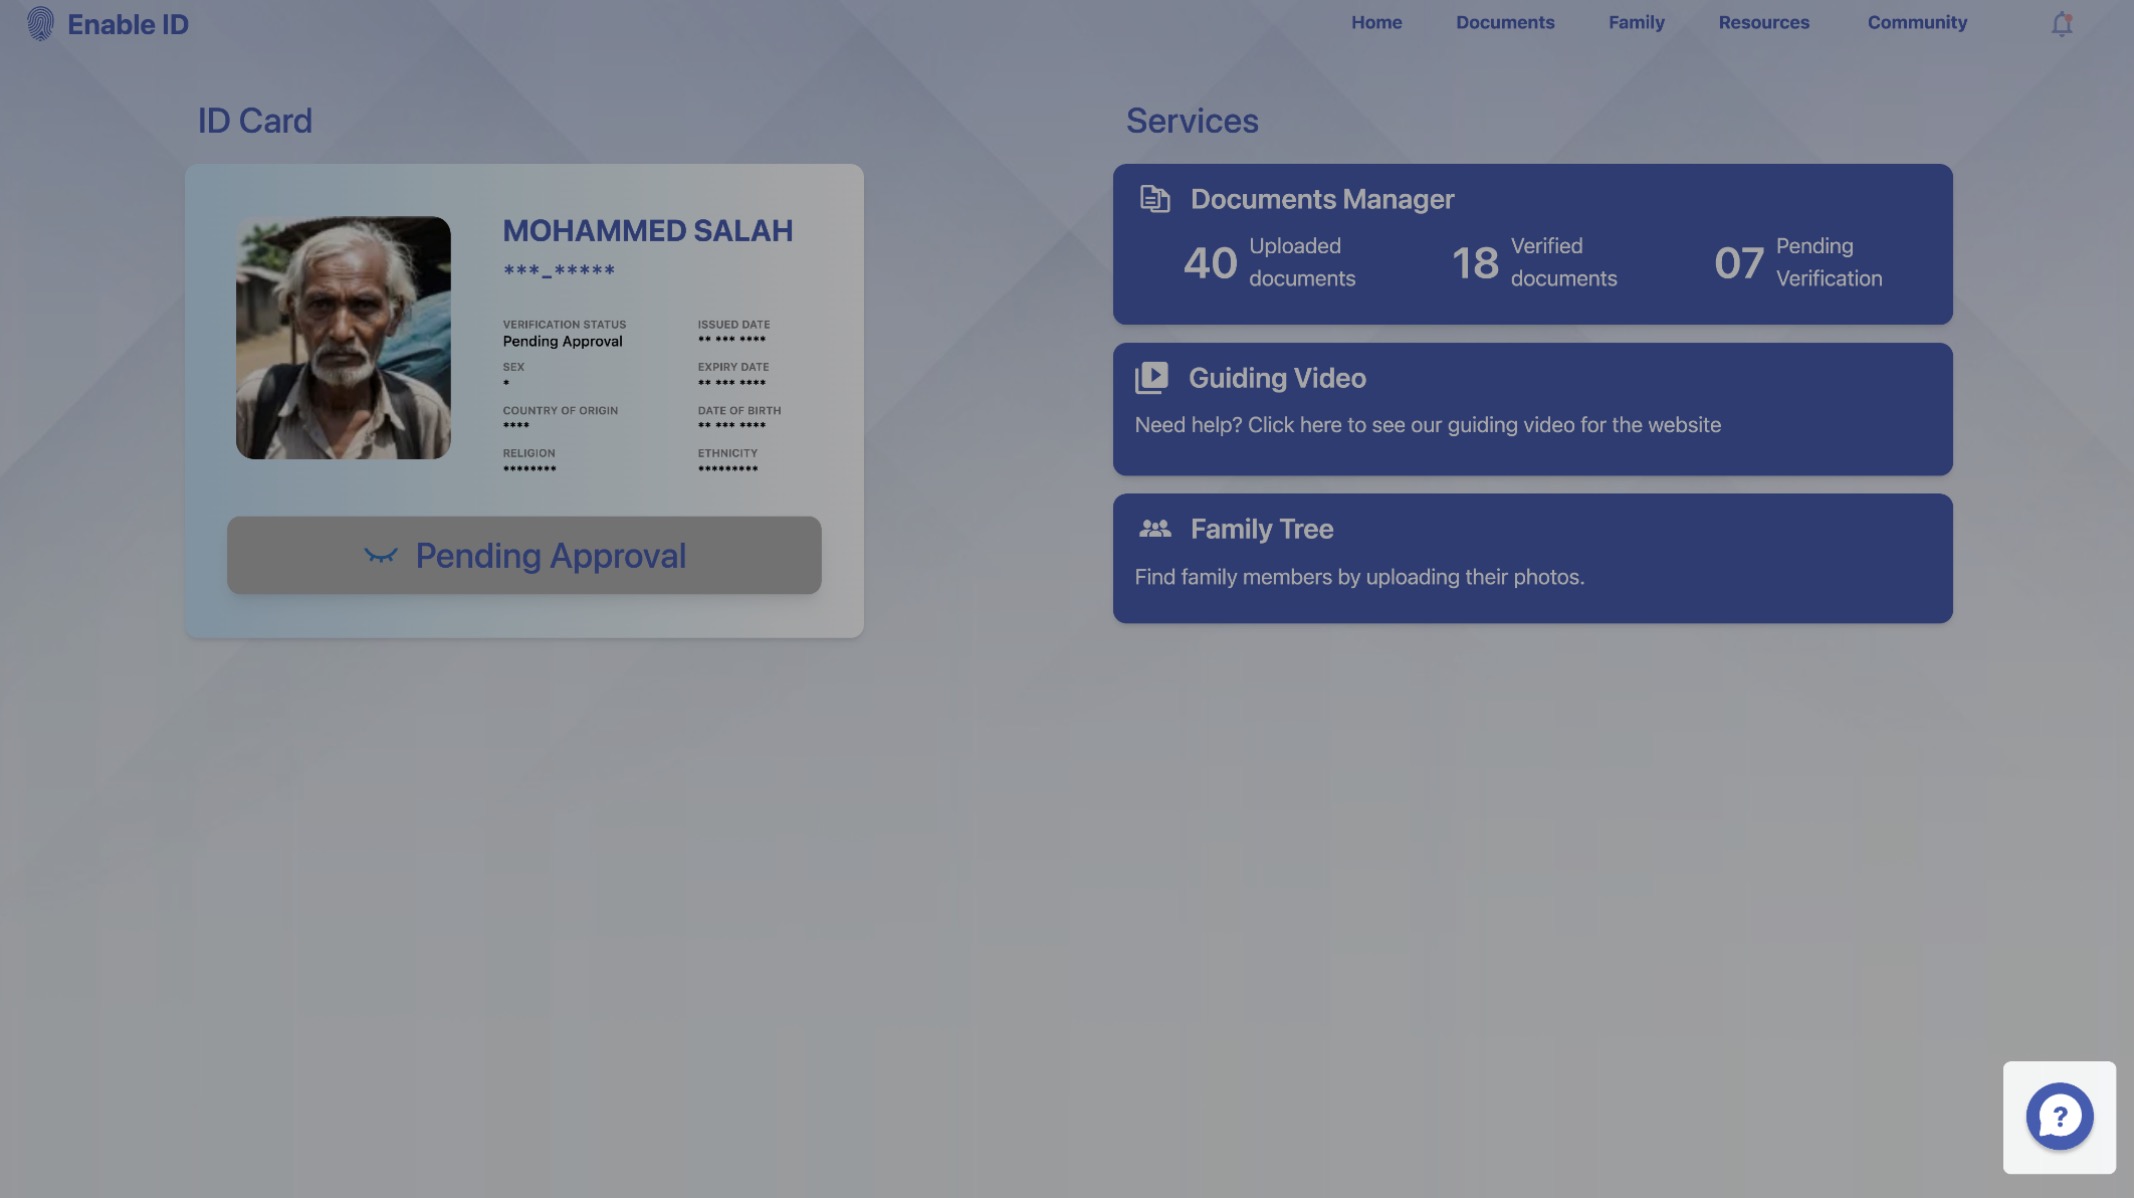 Enable ID
Home Documents Family Resources Community
ID Card
MOHAMMED SALAH
***_*****
VERIFICATION STATUS ISSUED DATE
Pending Approval ** *** ****
SEX EXPIRY DATE
* ** *** ****
COUNTRY OF ORIGIN DATE OF BIRTH
**** ** *** ****
RELIGION ETHNICITY
******** *********
Pending Approval
Services
Documents Manager
40 Uploaded documents 18 Verified documents 07 Pending Verification
Guiding Video
Need help? Click here to see our guiding video for the website
Family Tree
Find family members by uploading their photos.
?